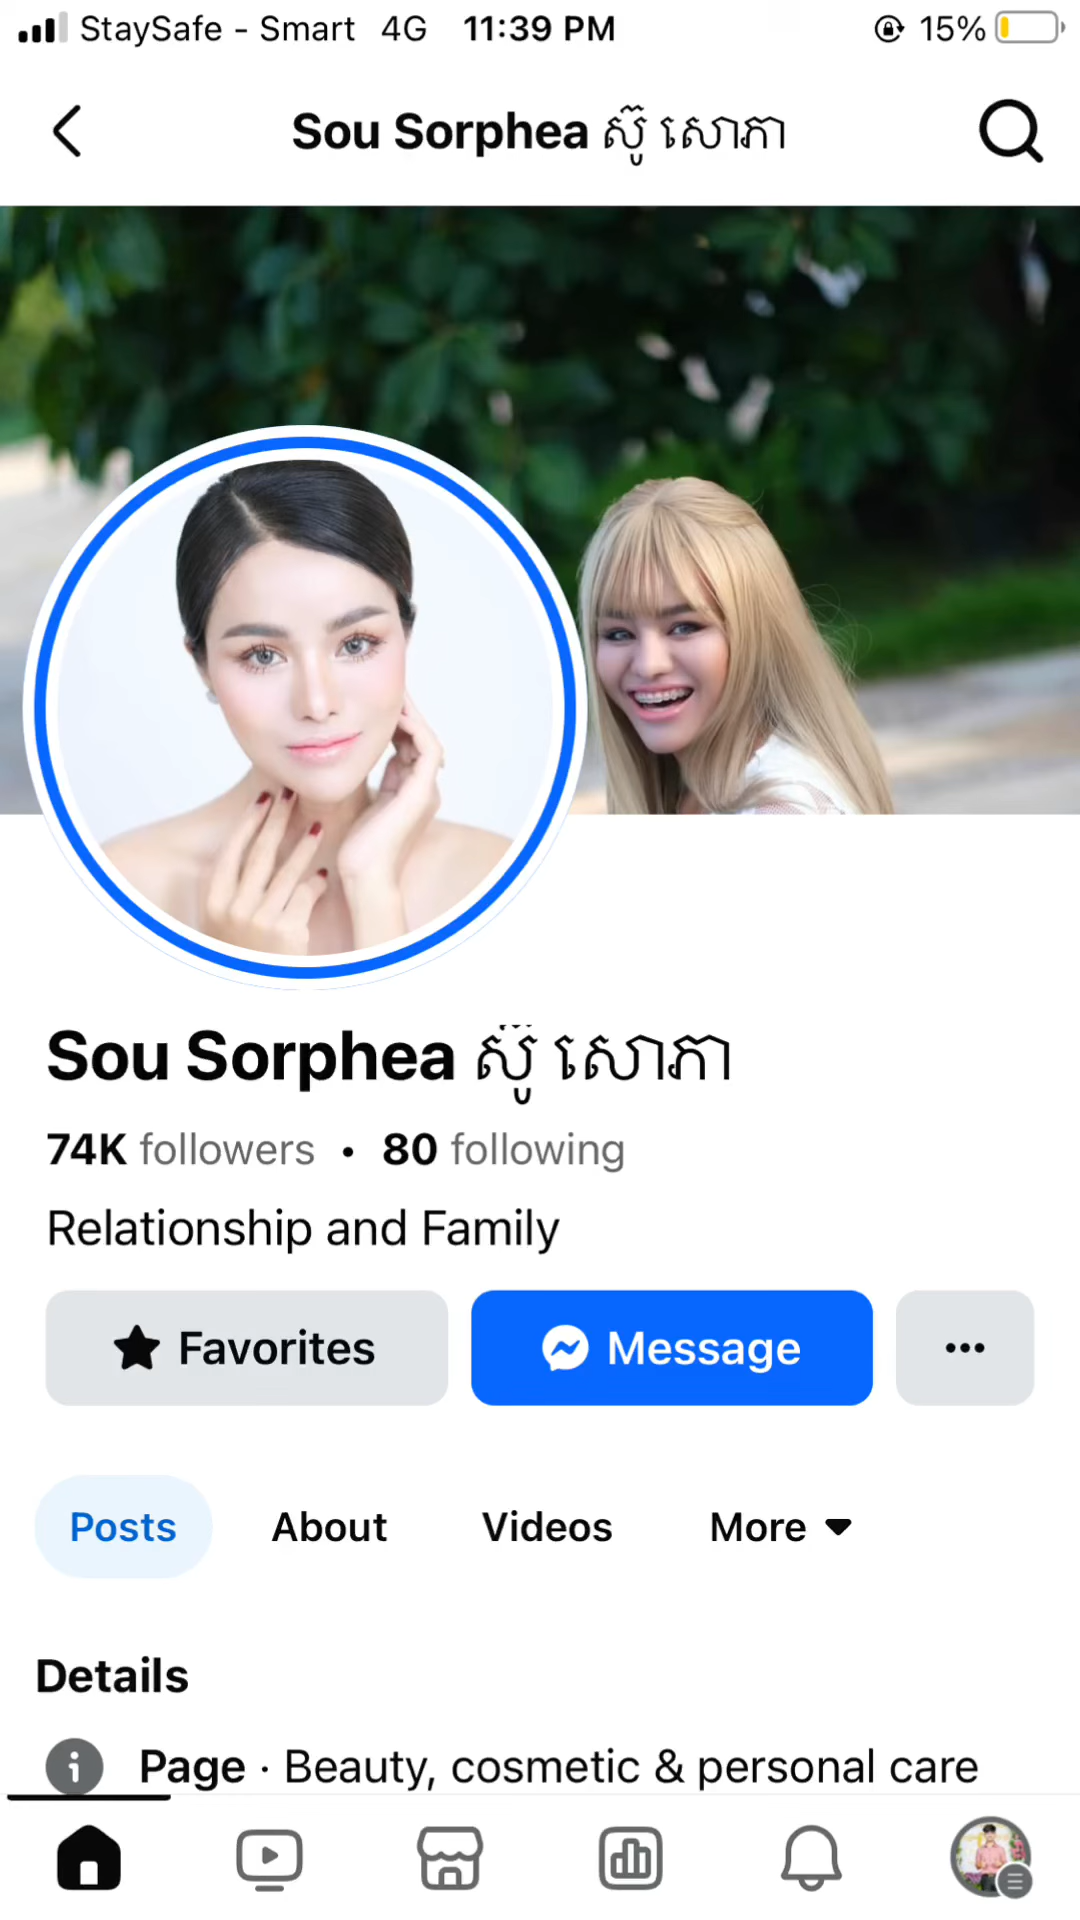 StaySafe - Smart 4G 11:39 PM 15%
Sou Sorphea ស៊ូ សោភា
Sou Sorphea ស៊ូ សោភា
74K followers • 80 following
Relationship and Family
Favorites Message
Posts About Videos More
Details
Page · Beauty, cosmetic & personal care